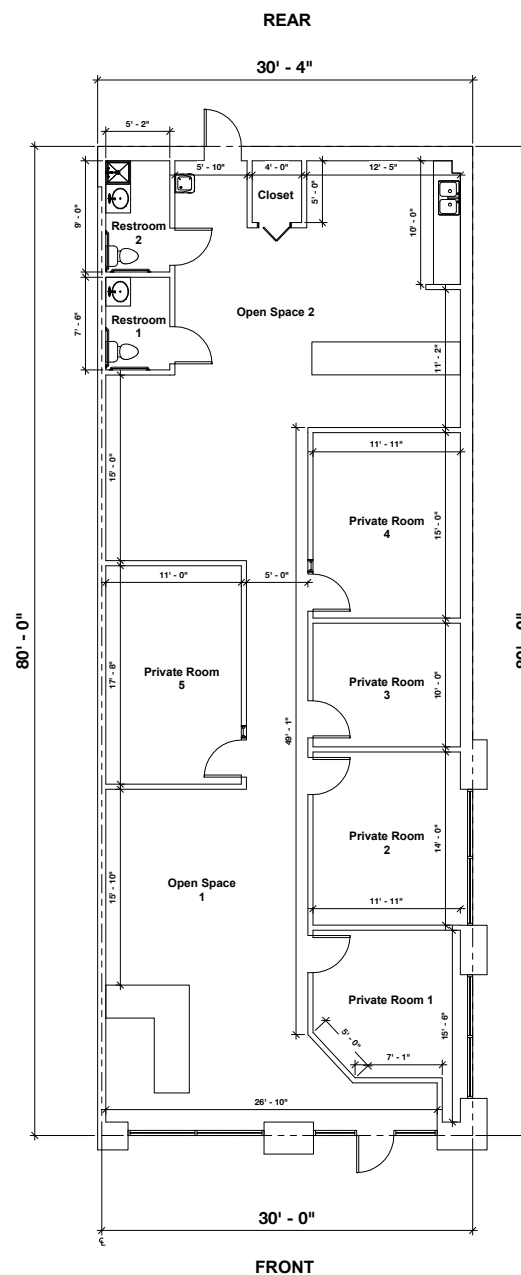 REAR
30' - 4"
5' - 2"
5' - 10"
4' - 0"
12' - 5"
Closet
5' - 0"
10' - 0"
9' - 0"
Restroom
2
Open Space 2
7' - 6"
Restroom
1
11' - 2"
15' - 0"
11' - 11"
Private Room
4
15' - 0"
11' - 0"
5' - 0"
80' - 0"
80' - 0"
17' - 8"
Private Room
5
Private Room
3
10' - 0"
49' - 1"
Private Room
2
14' - 0"
15' - 10"
Open Space
1
11' - 11"
Private Room 1
15' - 6"
5' - 0"
7' - 1"
26' - 10"
30' - 0"
FRONT